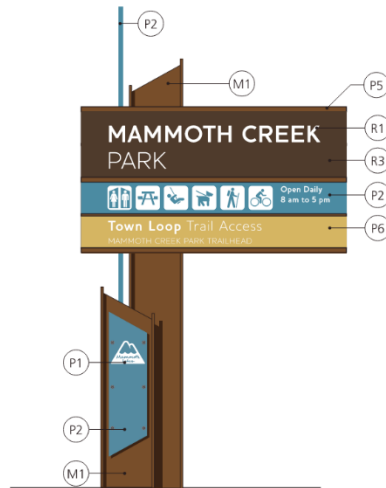 P2
M1
P5
MAMMOTH CREEK
R1
PARK
R3
Open Daily
8 am to 5 pm
P2
Town Loop Trail Access
P6
MAMMOTH CREEK PARK TRAILHEAD
Mammoth
P1
P2
M1